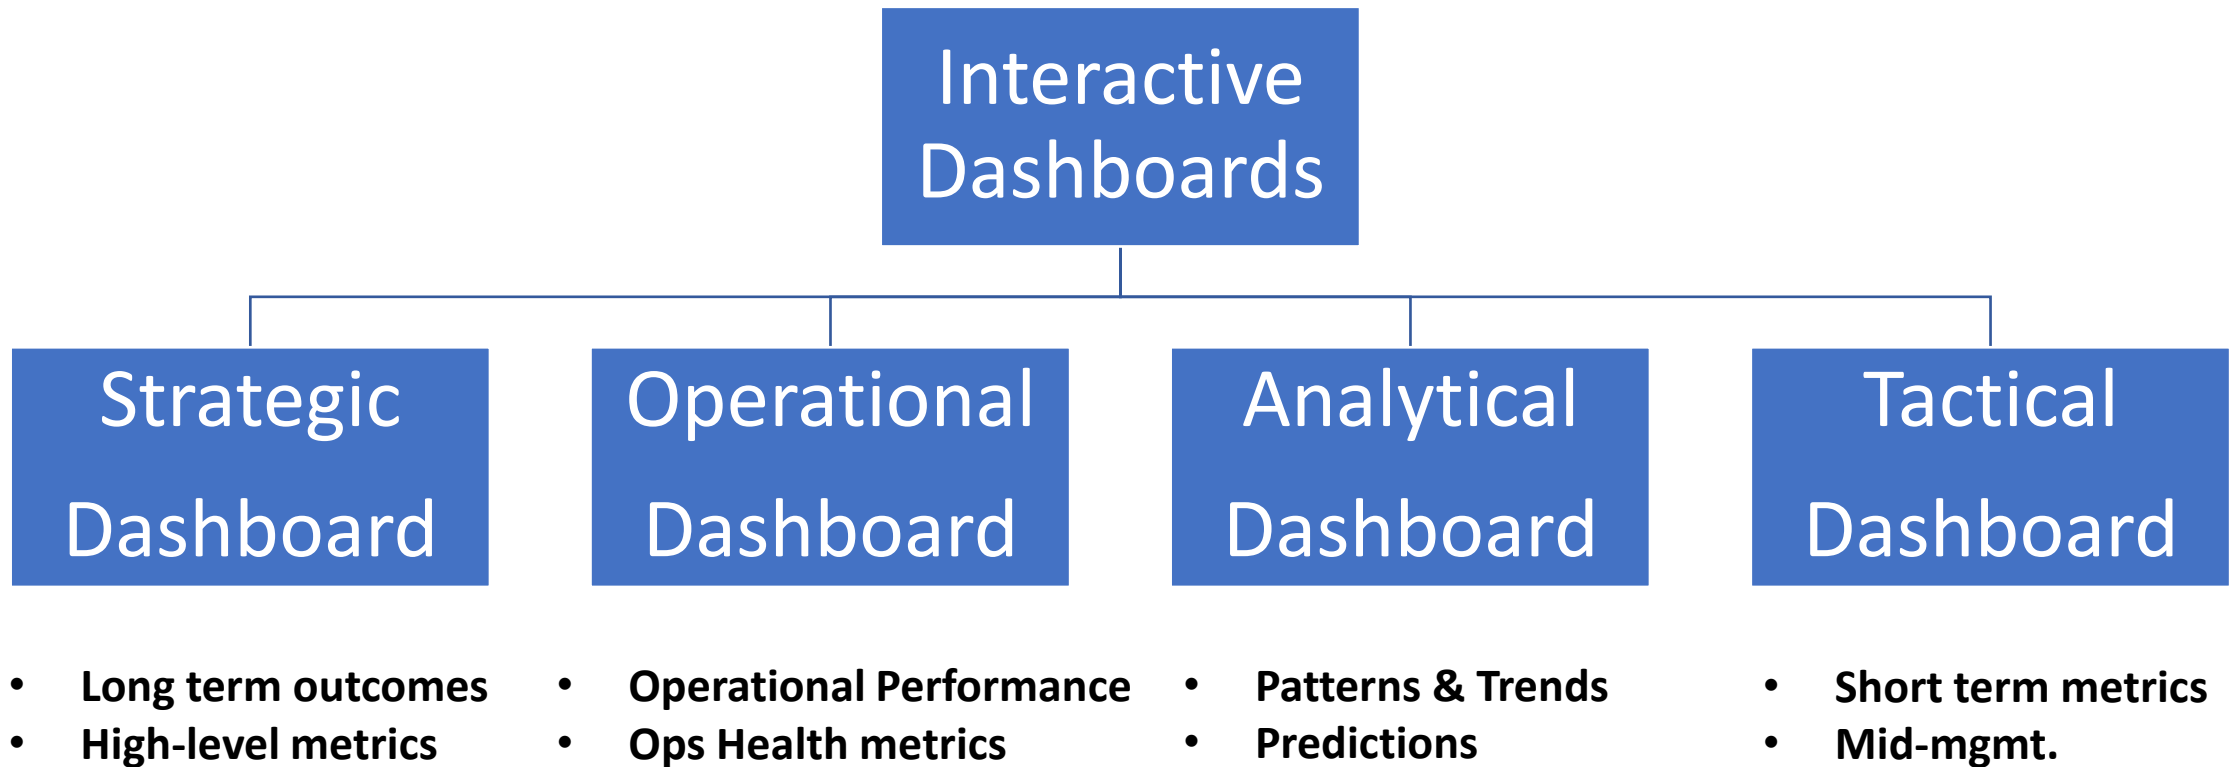 Interactive
Dashboards
Strategic
Dashboard
Operational
Dashboard
Analytical
Dashboard
Tactical
Dashboard
• Long term outcomes
• High-level metrics
• Operational Performance
• Ops Health metrics
• Patterns & Trends
• Predictions
• Short term metrics
• Mid-mgmt.